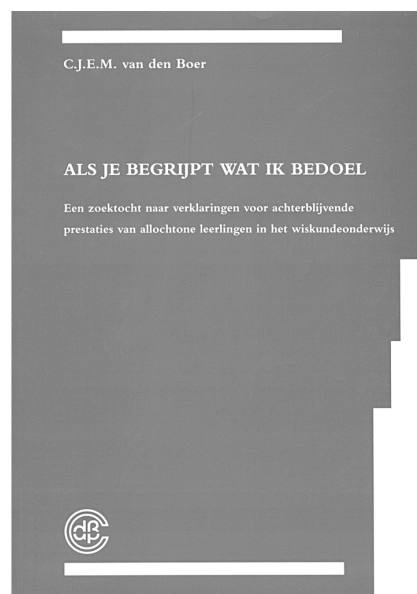 C.J.E.M. van den Boer
ALS JE BEGRIJPT WAT IK BEDOEL
Een zoektocht naar verklaringen voor achterblijvende
prestaties van allochtone leerlingen in het wiskundeonderwijs